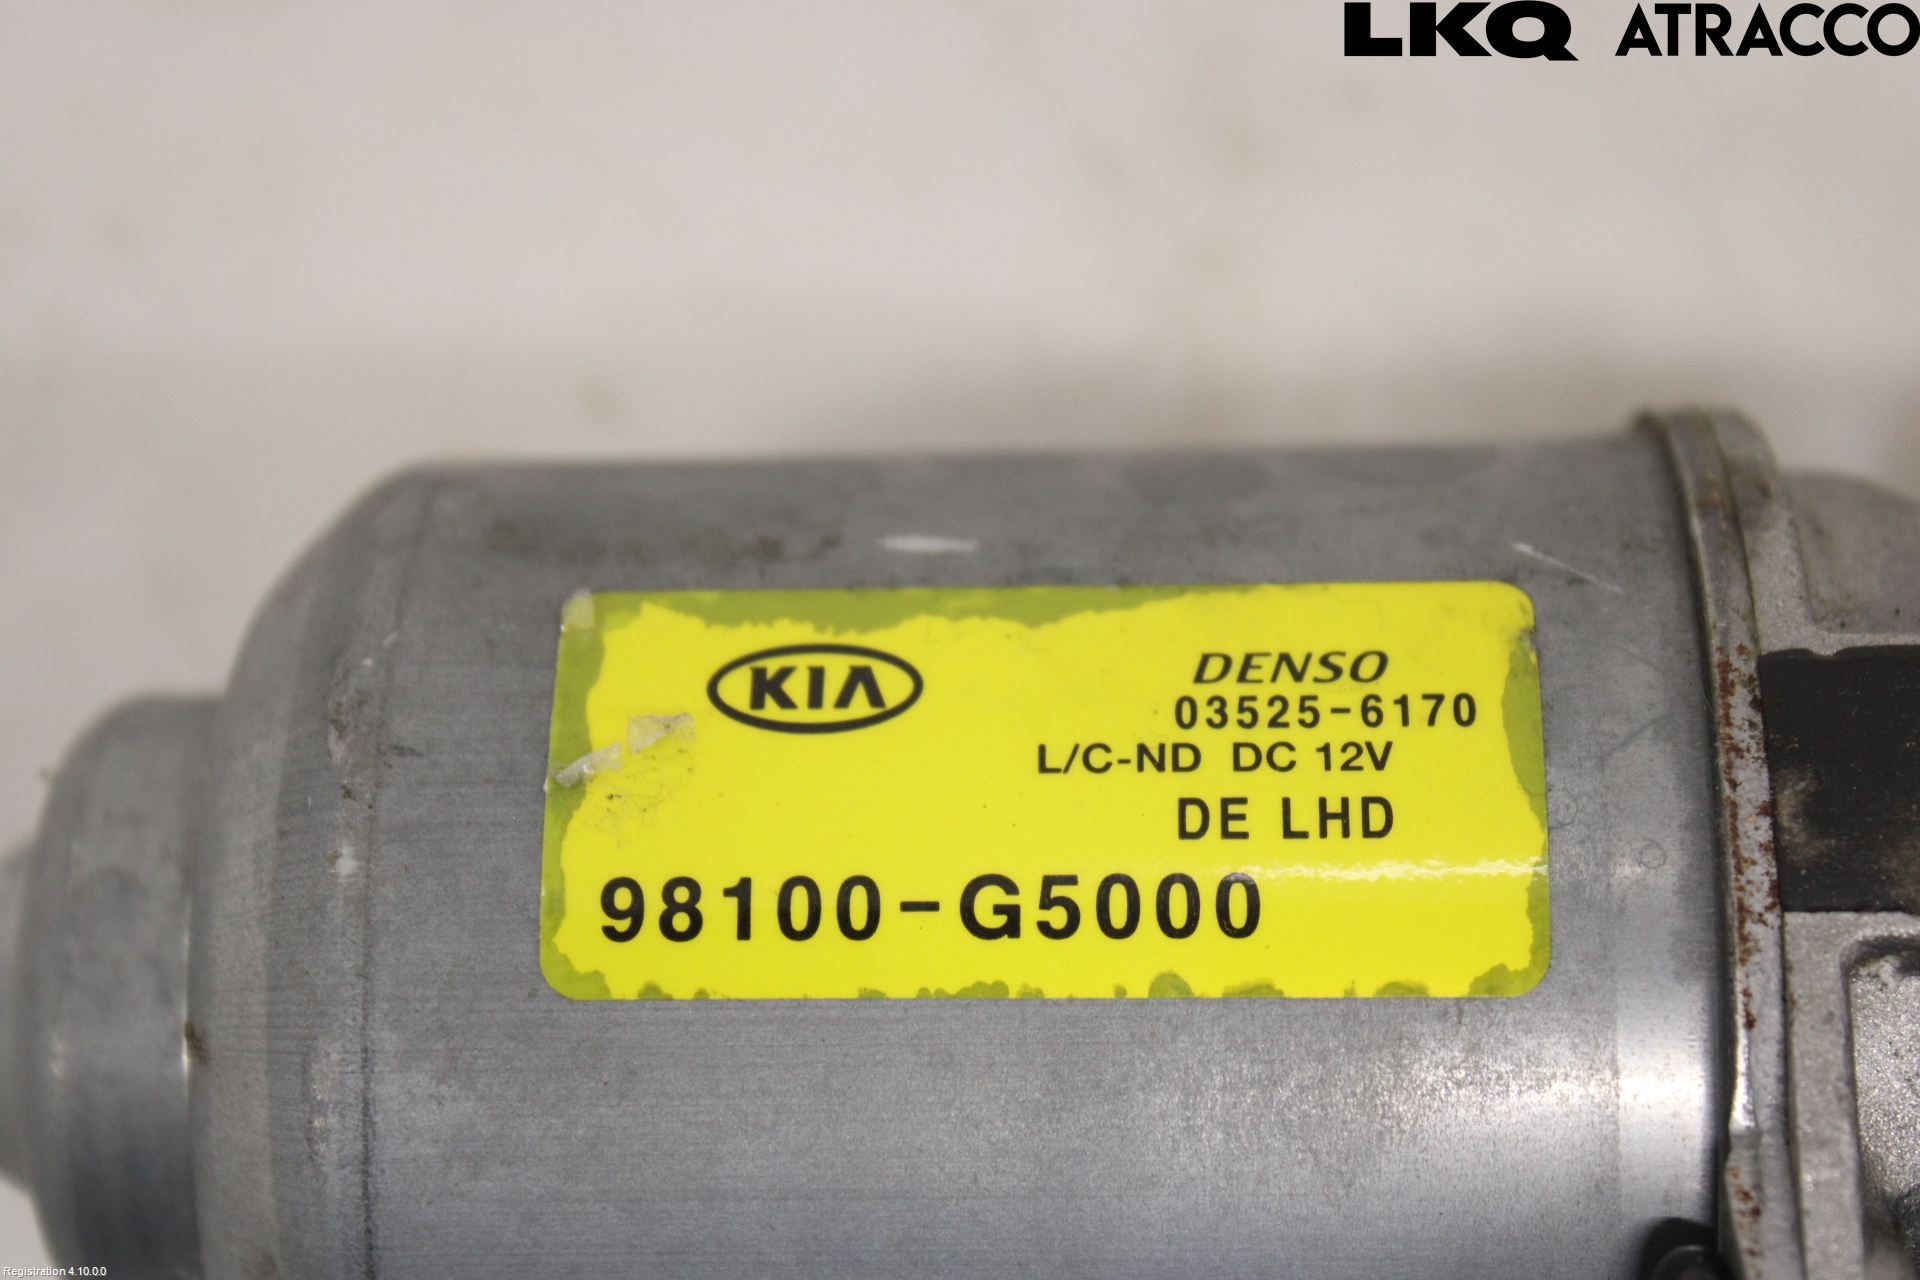 LKQ ATRACCO
KIA
DENSO
03525-6170
L/C-ND DC 12V
DE LHD
98100-G5000
Registration 4.10.0.0